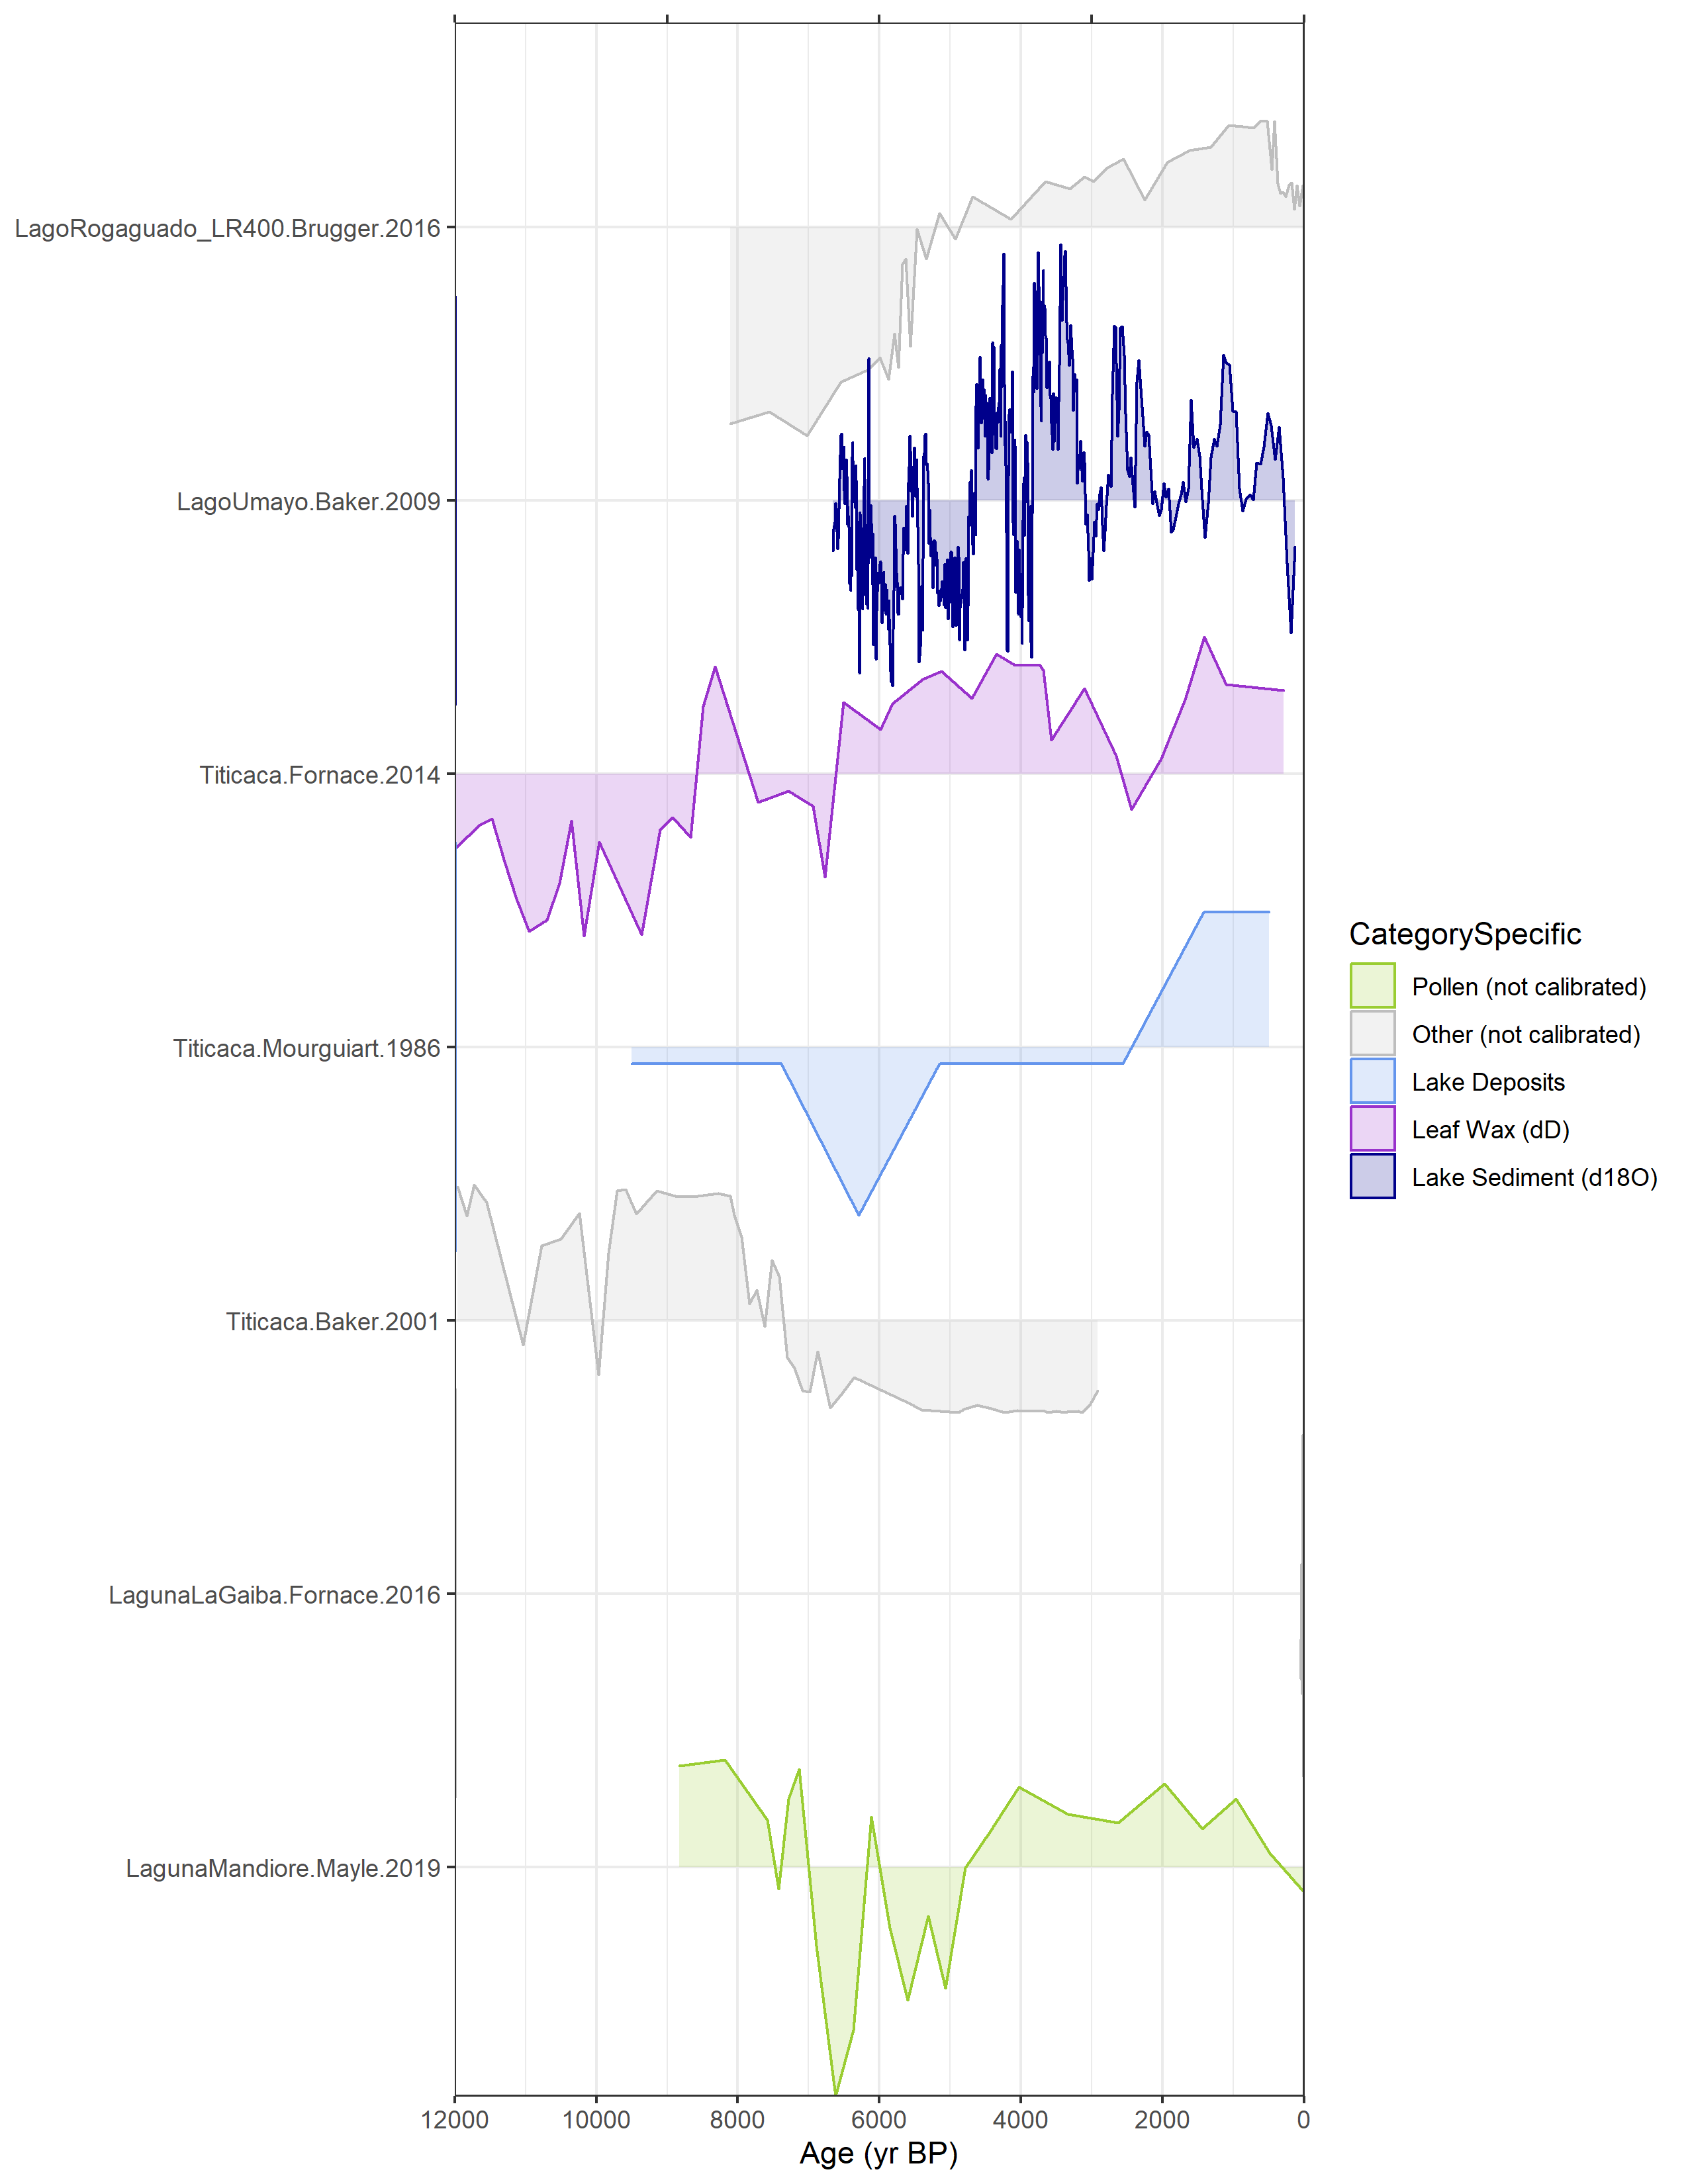 LagoRogaguado_LR400.Brugger.2016
LagoUmayo.Baker.2009
Titicaca.Fornace.2014
Titicaca.Mourguiart.1986
Titicaca.Baker.2001
LagunaLaGaiba.Fornace.2016
LagunaMandiore.Mayle.2019
12000 10000 8000 6000 4000 2000 0
Age (yr BP)
CategorySpecific
Pollen (not calibrated)
Other (not calibrated)
Lake Deposits
Leaf Wax (dD)
Lake Sediment (d18O)